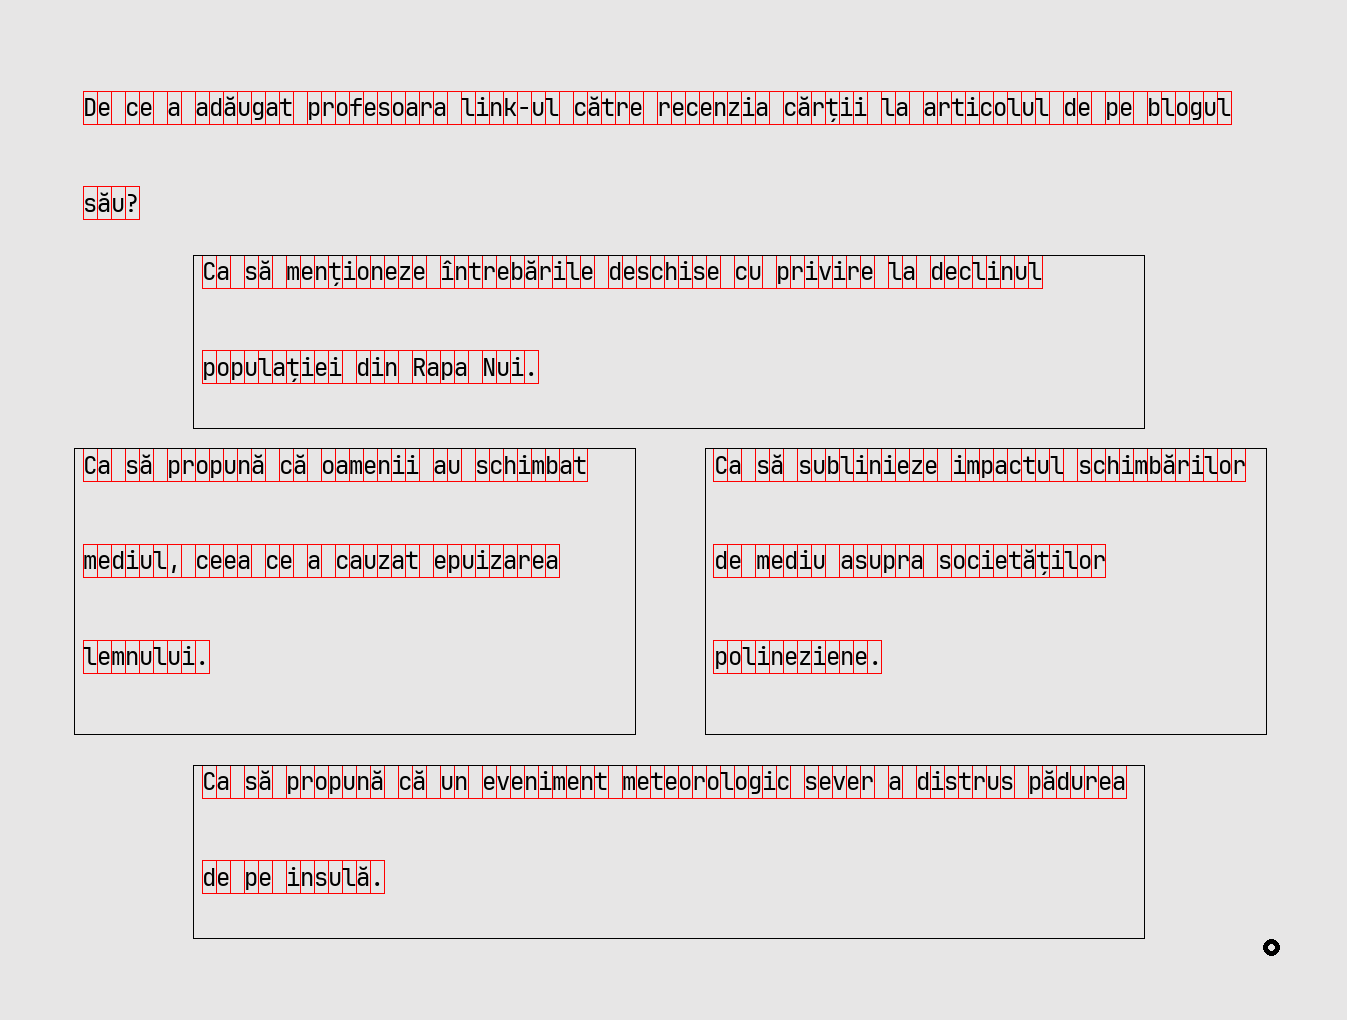 De ce a adăugat profesoara link-ul către recenzia cărții la articolul de pe blogul
său?
Ca să menționeze întrebările deschise cu privire la declinul
populației din Rapa Nui.
Ca să propună că oamenii au schimbat
mediul, ceea ce a cauzat epuizarea
lemnului.
Ca să sublinieze impactul schimbărilor
de mediu asupra societăților
polineziene.
Ca să propună că un eveniment meteorologic sever a distrus pădurea
de pe insulă.